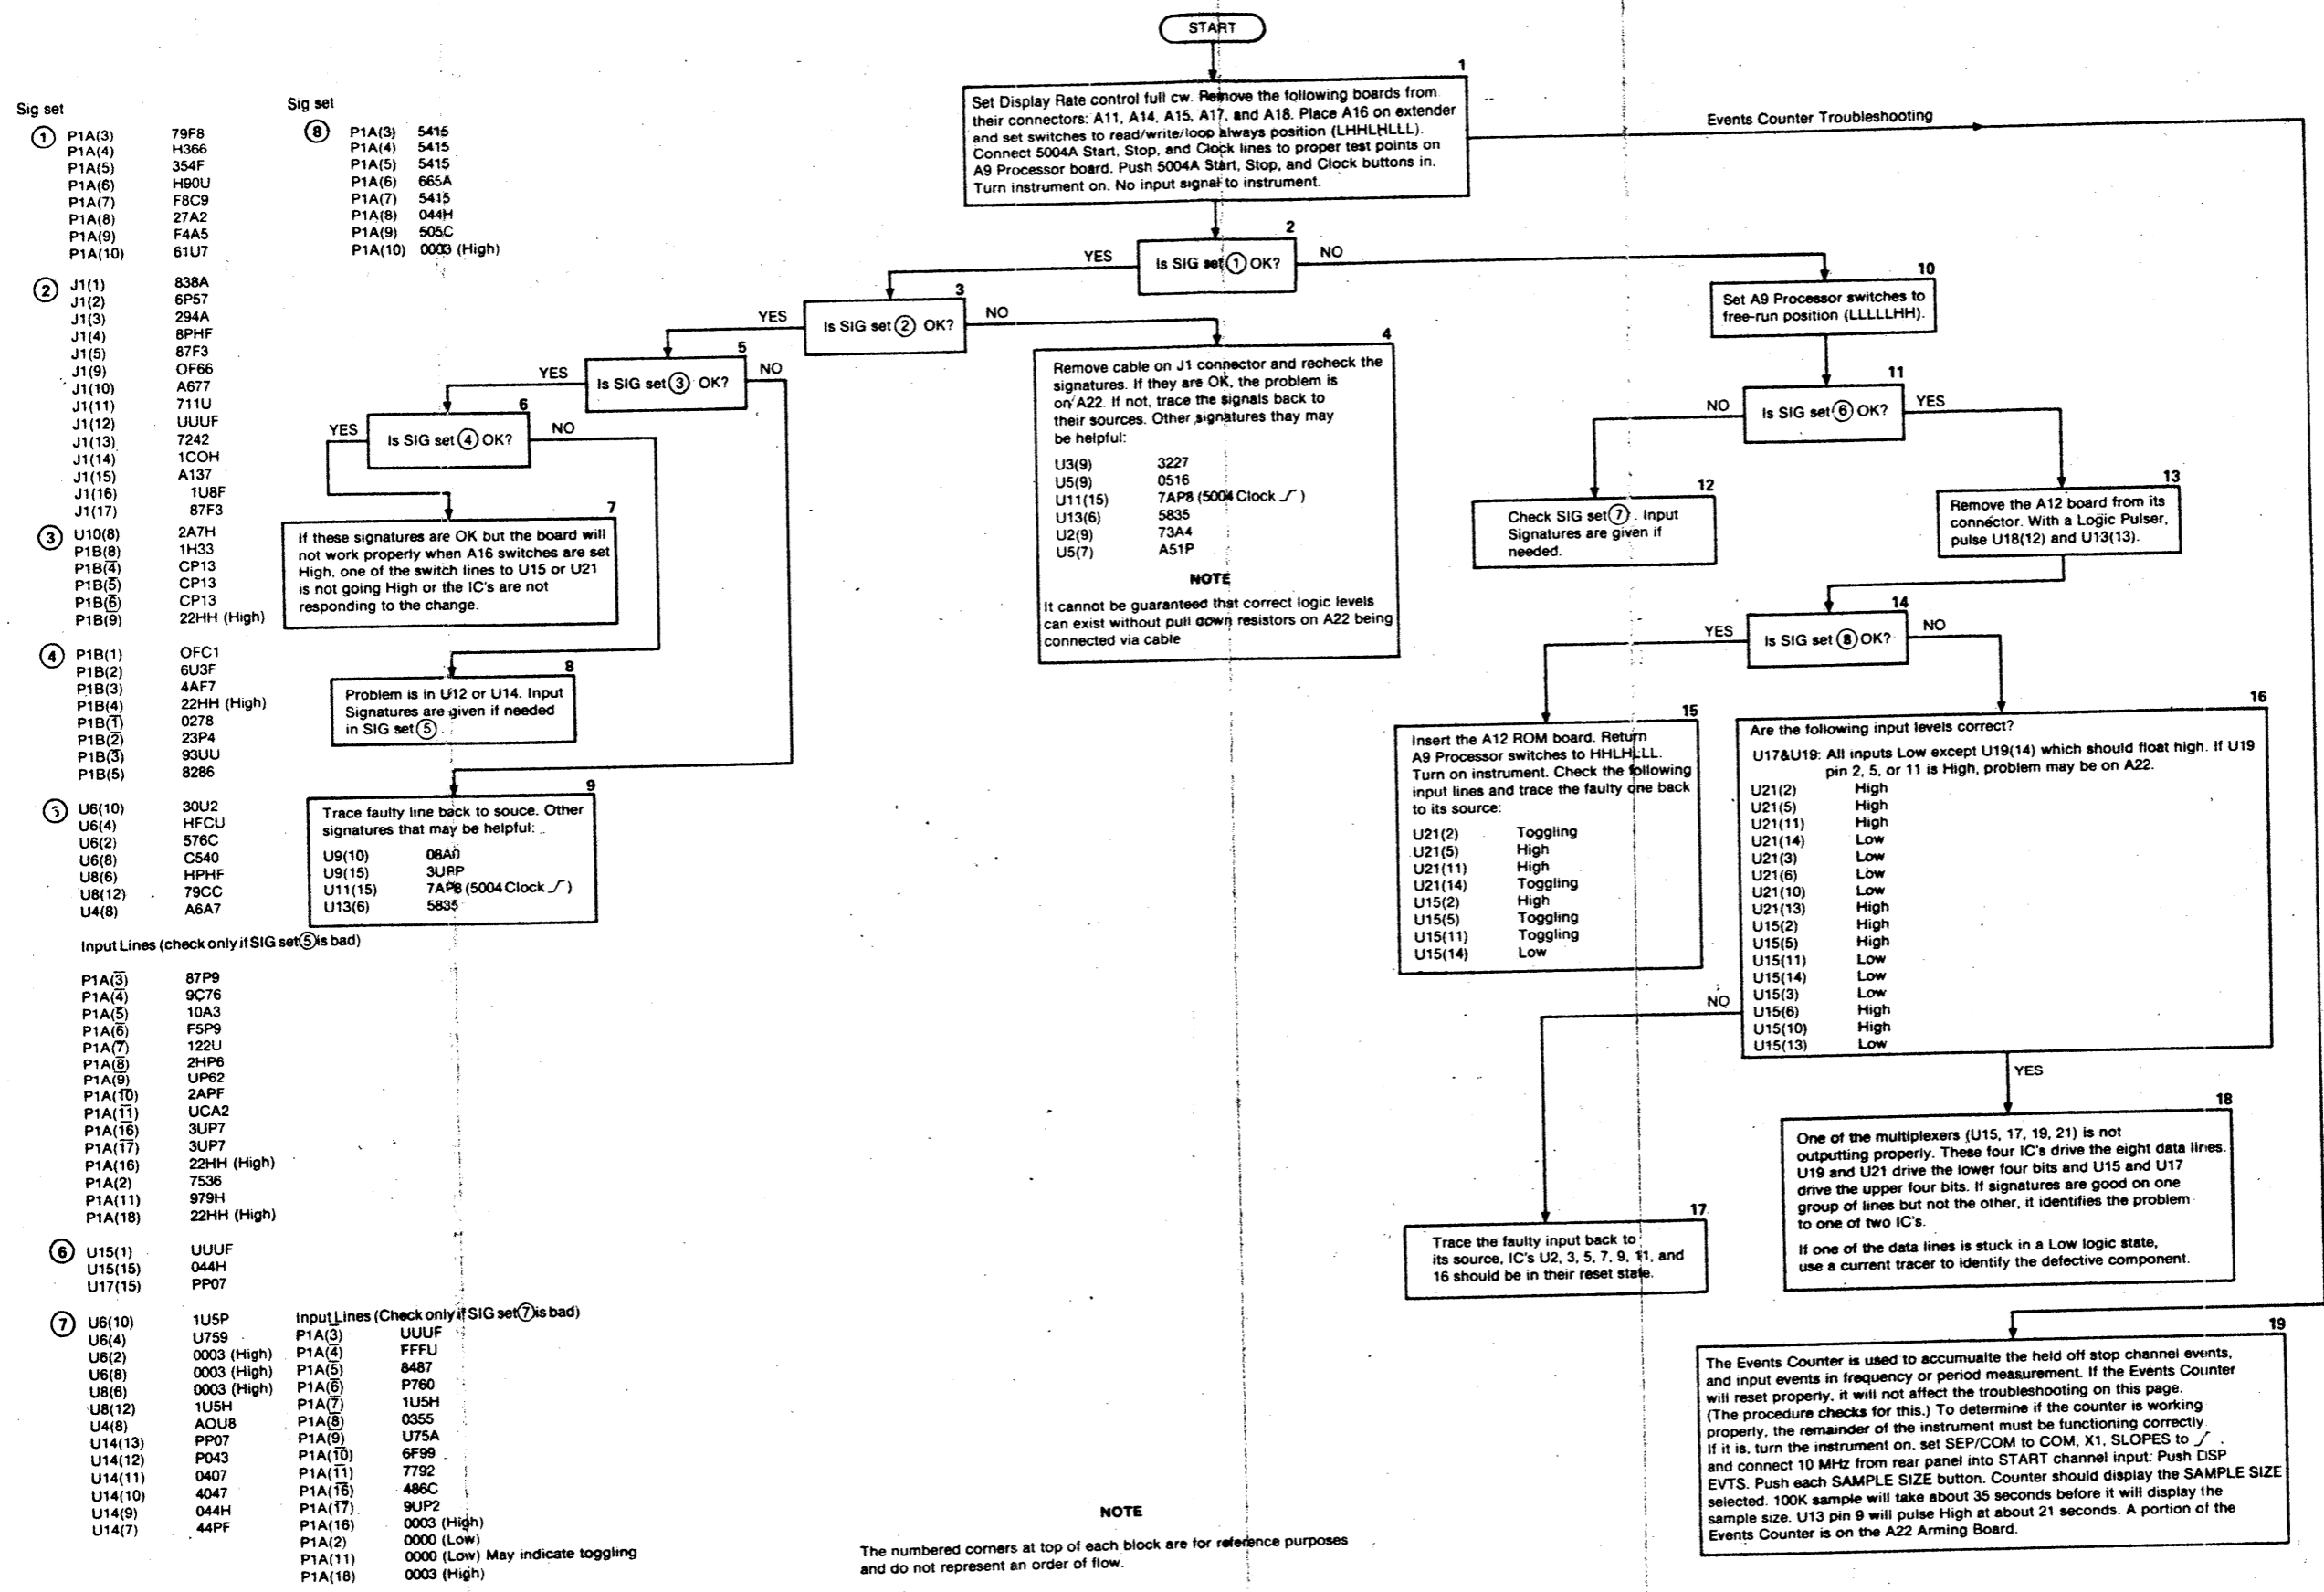 START
1
Set Display Rate control full cw. Remove the following boards from
their connectors: A11, A14, A15, A17, and A18. Place A16 on extender
and set switches to read/write/loop always position (LHHLHLLL).
Connect 5004A Start, Stop, and Clock lines to proper test points on
A9 Processor board. Push 5004A Start, Stop, and Clock buttons in.
Turn instrument on. No input signal to instrument.
Events Counter Troubleshooting
2
Is SIG set 1 OK?
YES
NO
3
Is SIG set 2 OK?
YES
NO
4
Remove cable on J1 connector and recheck the
signatures. If they are OK, the problem is
on A22. If not, trace the signals back to
their sources. Other signatures thay may
be helpful:
U3(9) 3227
U5(9) 0516
U11(15) 7AP8 (5004 Clock ⎍)
U13(6) 5835
U2(9) 73A4
U5(7) A51P
NOTE
It cannot be guaranteed that correct logic levels
can exist without pull down resistors on A22 being
connected via cable
5
Is SIG set 3 OK?
YES
NO
6
Is SIG set 4 OK?
YES
NO
7
If these signatures are OK but the board will
not work properly when A16 switches are set
High, one of the switch lines to U15 or U21
is not going High or the IC's are not
responding to the change.
8
Problem is in U12 or U14. Input
Signatures are given if needed
in SIG set 5.
9
Trace faulty line back to souce. Other
signatures that may be helpful:
U9(10) 08A0
U9(15) 3UPP
U11(15) 7AP8 (5004 Clock ⎍)
U13(6) 5835
10
Set A9 Processor switches to
free-run position (LLLLLHH).
11
Is SIG set 6 OK?
NO
YES
12
Check SIG set 7. Input
Signatures are given if
needed.
13
Remove the A12 board from its
connector. With a Logic Pulser,
pulse U18(12) and U13(13).
14
Is SIG set 8 OK?
YES
NO
15
Insert the A12 ROM board. Return
A9 Processor switches to HHLHLLL.
Turn on instrument. Check the following
input lines and trace the faulty one back
to its source:
U21(2) Toggling
U21(5) High
U21(11) High
U21(14) Toggling
U15(2) High
U15(5) Toggling
U15(11) Toggling
U15(14) Low
16
Are the following input levels correct?
U17&U19: All inputs Low except U19(14) which should float high. If U19
pin 2, 5, or 11 is High, problem may be on A22.
U21(2) High
U21(5) High
U21(11) High
U21(14) Low
U21(3) Low
U21(6) Low
U21(10) Low
U21(13) High
U15(2) High
U15(5) High
U15(11) Low
U15(14) Low
U15(3) Low
U15(6) High
U15(10) High
U15(13) Low
NO
YES
17
Trace the faulty input back to
its source, IC's U2, 3, 5, 7, 9, 11, and
16 should be in their reset state.
18
One of the multiplexers (U15, 17, 19, 21) is not
outputting properly. These four IC's drive the eight data lines.
U19 and U21 drive the lower four bits and U15 and U17
drive the upper four bits. If signatures are good on one
group of lines but not the other, it identifies the problem
to one of two IC's.
If one of the data lines is stuck in a Low logic state,
use a current tracer to identify the defective component.
19
The Events Counter is used to accumualte the held off stop channel events,
and input events in frequency or period measurement. If the Events Counter
will reset properly, it will not affect the troubleshooting on this page.
(The procedure checks for this.) To determine if the counter is working
properly, the remainder of the instrument must be functioning correctly.
If it is, turn the instrument on, set SEP/COM to COM, X1, SLOPES to ⎍.
and connect 10 MHz from rear panel into START channel input: Push DSP
EVTS. Push each SAMPLE SIZE button. Counter should display the SAMPLE SIZE
selected. 100K sample will take about 35 seconds before it will display the
sample size. U13 pin 9 will pulse High at about 21 seconds. A portion of the
Events Counter is on the A22 Arming Board.
Sig set
1 P1A(3) 79F8
P1A(4) H366
P1A(5) 354F
P1A(6) H90U
P1A(7) F8C9
P1A(8) 27A2
P1A(9) F4A5
P1A(10) 61U7
2 J1(1) 838A
J1(2) 6P57
J1(3) 294A
J1(4) 8PHF
J1(5) 87F3
J1(9) OF66
J1(10) A677
J1(11) 711U
J1(12) UUUF
J1(13) 7242
J1(14) 1COH
J1(15) A137
J1(16) 1U8F
J1(17) 87F3
3 U10(8) 2A7H
P1B(8) 1H33
P1B(4̅) CP13
P1B(5̅) CP13
P1B(6̅) CP13
P1B(9) 22HH (High)
4 P1B(1) OFC1
P1B(2) 6U3F
P1B(3) 4AF7
P1B(4) 22HH (High)
P1B(1̅) 0278
P1B(2̅) 23P4
P1B(3̅) 93UU
P1B(5) 8286
5 U6(10) 30U2
U6(4) HFCU
U6(2) 576C
U6(8) C540
U8(6) HPHF
U8(12) 79CC
U4(8) A6A7
Input Lines (check only if SIG set 5 is bad)
P1A(3̅) 87P9
P1A(4̅) 9C76
P1A(5̅) 10A3
P1A(6̅) F5P9
P1A(7̅) 122U
P1A(8̅) 2HP6
P1A(9̅) UP62
P1A(1̅0̅) 2APF
P1A(1̅1̅) UCA2
P1A(1̅6̅) 3UP7
P1A(1̅7̅) 3UP7
P1A(16) 22HH (High)
P1A(2) 7536
P1A(11) 979H
P1A(18) 22HH (High)
6 U15(1) UUUF
U15(15) 044H
U17(15) PP07
7 U6(10) 1U5P
U6(4) U759
U6(2) 0003 (High)
U6(8) 0003 (High)
U8(6) 0003 (High)
U8(12) 1U5H
U4(8) AOU8
U14(13) PP07
U14(12) P043
U14(11) 0407
U14(10) 4047
U14(9) 044H
U14(7) 44PF
Input Lines (Check only if SIG set 7 is bad)
P1A(3̅) UUUF
P1A(4̅) FFFU
P1A(5̅) 8487
P1A(6̅) P760
P1A(7̅) 1U5H
P1A(8̅) 0355
P1A(9̅) U75A
P1A(1̅0̅) 6F99
P1A(1̅1̅) 7792
P1A(1̅6̅) 486C
P1A(1̅7̅) 9UP2
P1A(16) 0003 (High)
P1A(2) 0000 (Low)
P1A(11) 0000 (Low) May indicate toggling
P1A(18) 0003 (High)
Sig set
8 P1A(3) 5415
P1A(4) 5415
P1A(5) 5415
P1A(6) 665A
P1A(7) 5415
P1A(8) 044H
P1A(9) 505C
P1A(10) 0003 (High)
NOTE
The numbered corners at top of each block are for reference purposes
and do not represent an order of flow.